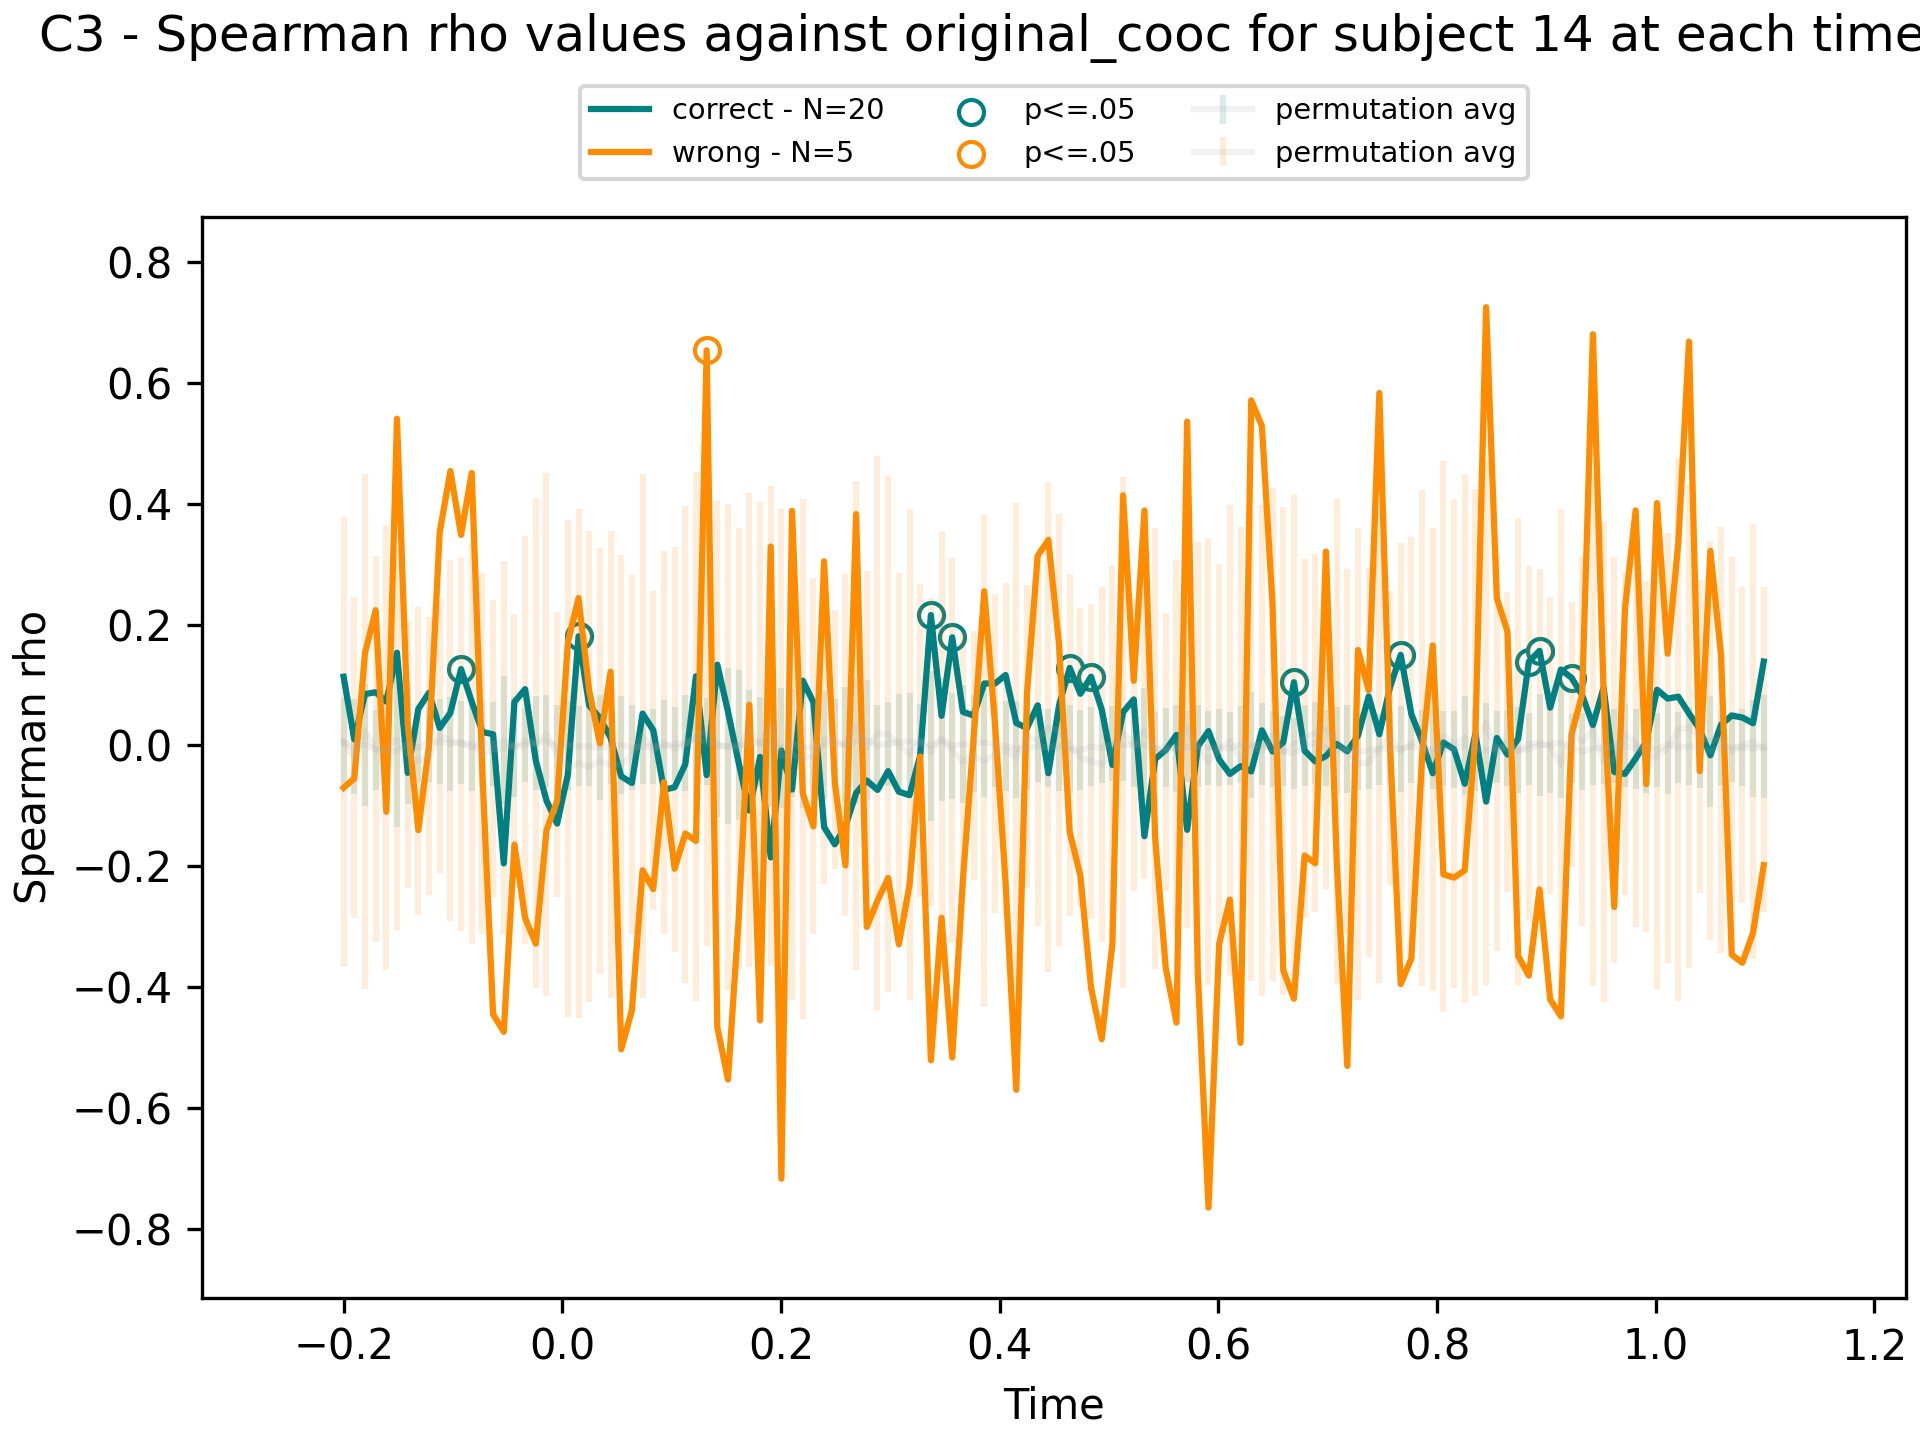 C3 - Spearman rho values against original_cooc for subject 14 at each time
correct - N=20 p<=.05 permutation avg
wrong - N=5 p<=.05 permutation avg
0.8
0.6
0.4
0.2
0.0
−0.2
−0.4
−0.6
−0.8
Spearman rho
−0.2 0.0 0.2 0.4 0.6 0.8 1.0 1.2
Time